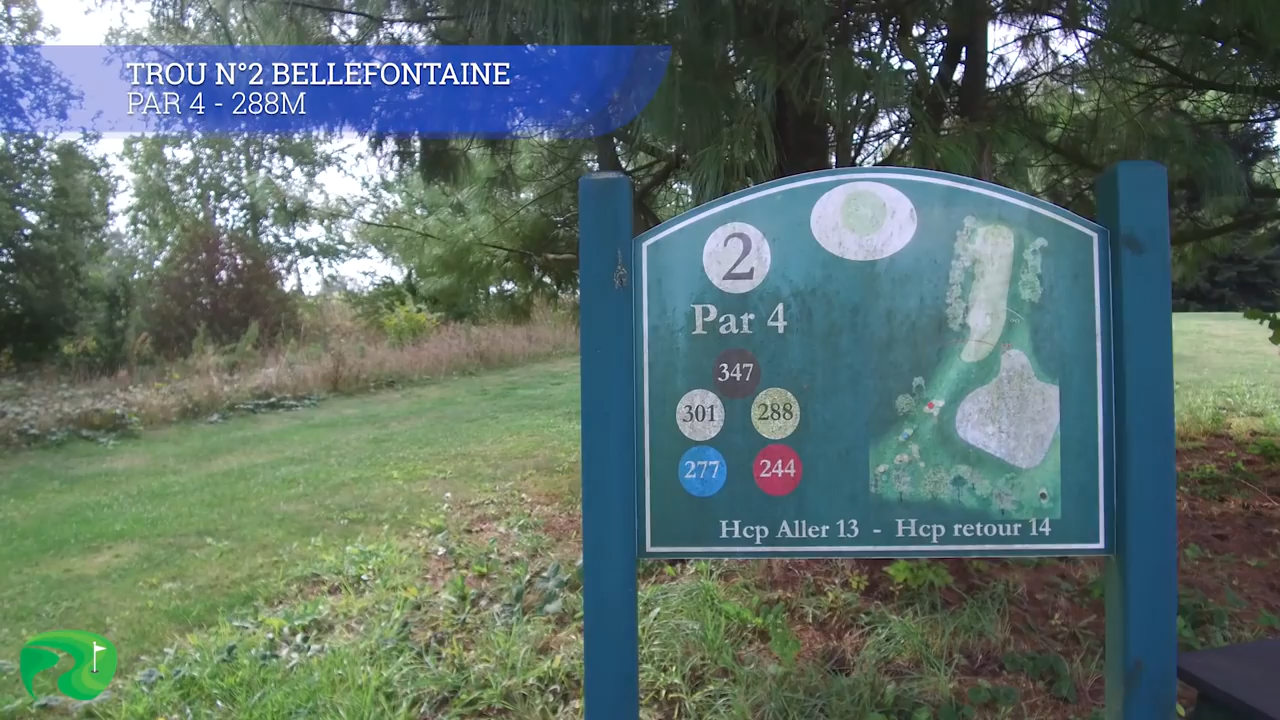 TROU N°2 BELLEFONTAINE
PAR 4 - 288M
2
Par 4
347
301 288
277 244
Hcp Aller 13 - Hcp retour 14